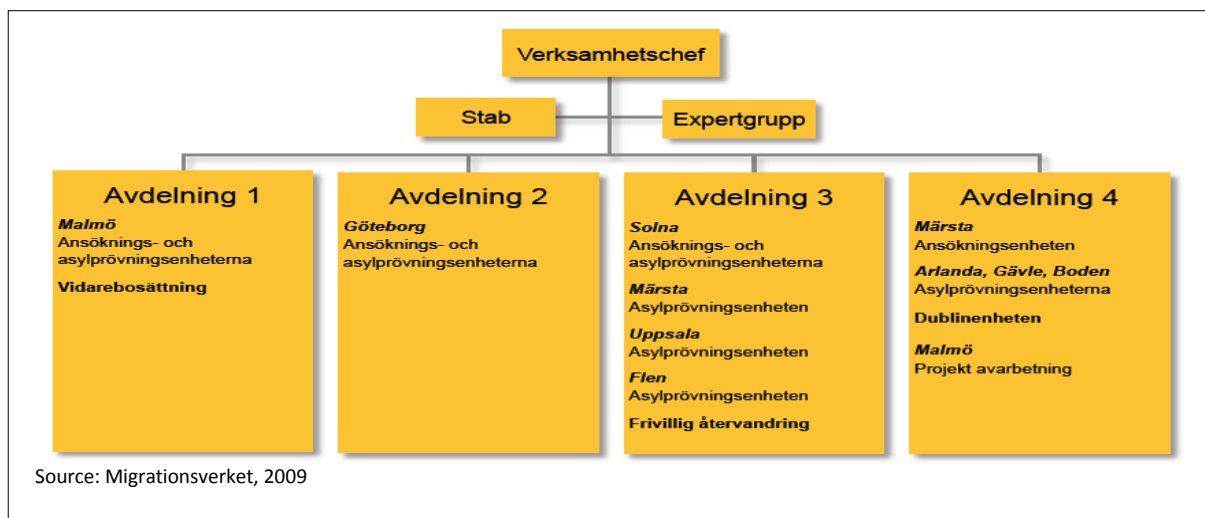 Verksamhetschef
Stab
Expertgrupp
Avdelning 1
Malmö
Ansöknings- och
asylprövningsenheterna
Vidarebosättning
Avdelning 2
Göteborg
Ansöknings- och
asylprövningsenheterna
Avdelning 3
Solna
Ansöknings- och
asylprövningsenheterna
Märsta
Asylprövningsenheten
Uppsala
Asylprövningsenheten
Flen
Asylprövningsenheten
Frivillig återvandring
Avdelning 4
Märsta
Ansökningsenheten
Arlanda, Gävle, Boden
Asylprövningsenheterna
Dublinenheten
Malmö
Projekt avarbetning
Source: Migrationsverket, 2009